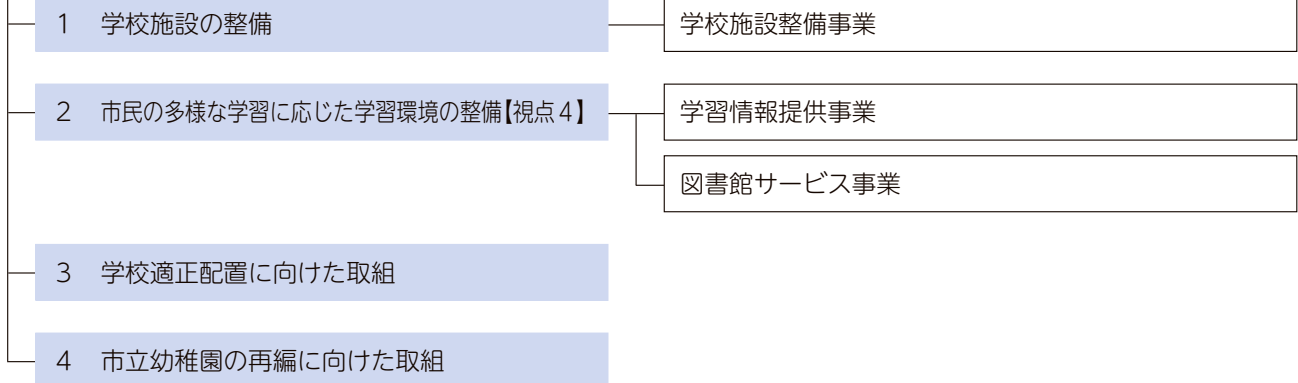 1 学校施設の整備
学校施設整備事業
2 市民の多様な学習に応じた学習環境の整備【視点4】
学習情報提供事業
図書館サービス事業
3 学校適正配置に向けた取組
4 市立幼稚園の再編に向けた取組